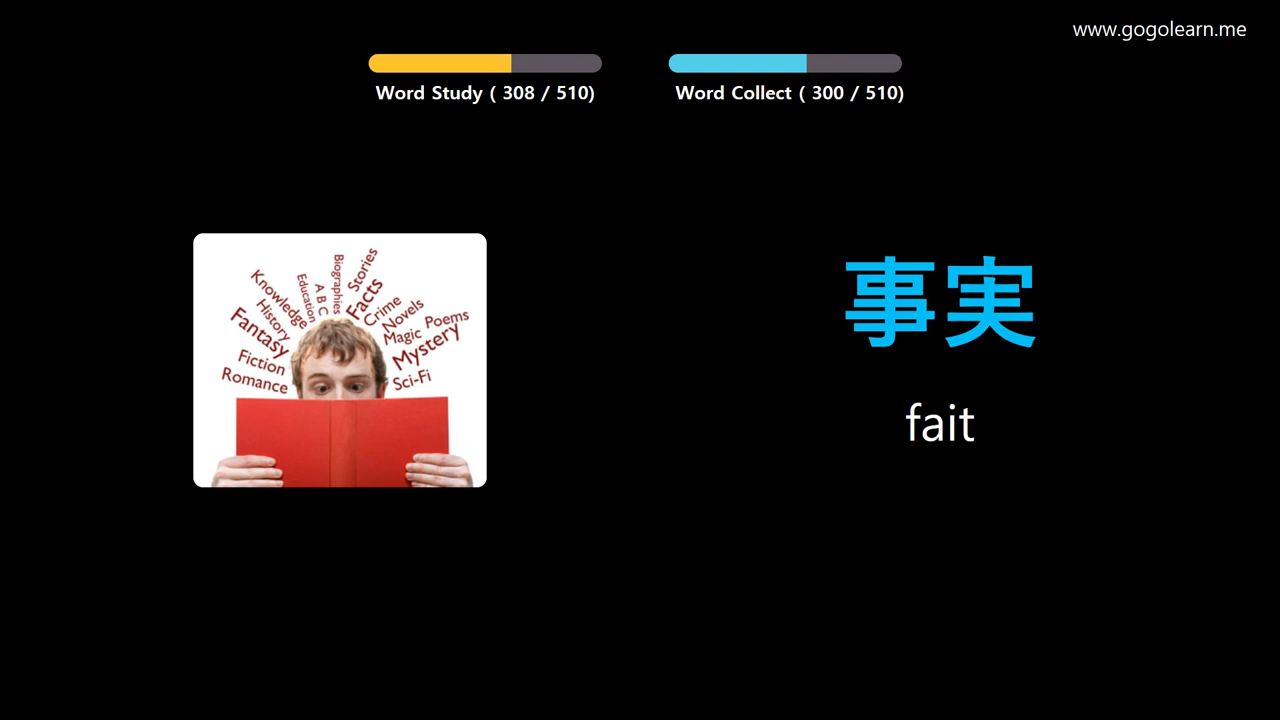 www.gogolearn.me
Word Study ( 308 / 510)
Word Collect ( 300 / 510)
Stories
Biographies
Facts
A B C
Education
Knowledge
History
Crime
Novels
Poems
Magic
Mystery
Fantasy
Fiction
Romance
Sci-Fi
事実
fait